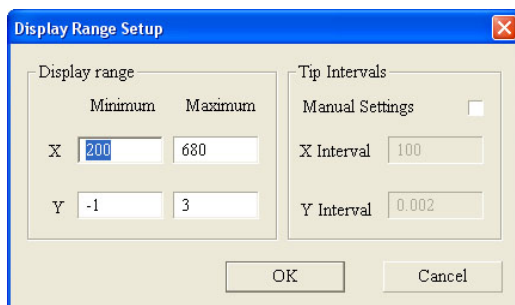 Display Range Setup
Display range
Minimum Maximum
X 200 680
Y -1 3
Tip Intervals
Manual Settings
X Interval 100
Y Interval 0.002
OK Cancel